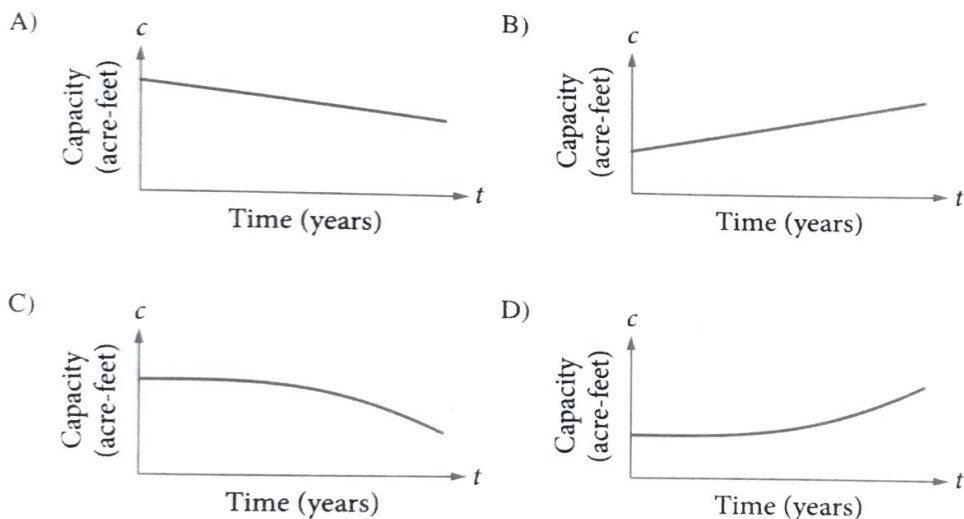 A)
c
Capacity
(acre-feet)
t
Time (years)
B)
c
Capacity
(acre-feet)
t
Time (years)
C)
c
Capacity
(acre-feet)
t
Time (years)
D)
c
Capacity
(acre-feet)
t
Time (years)